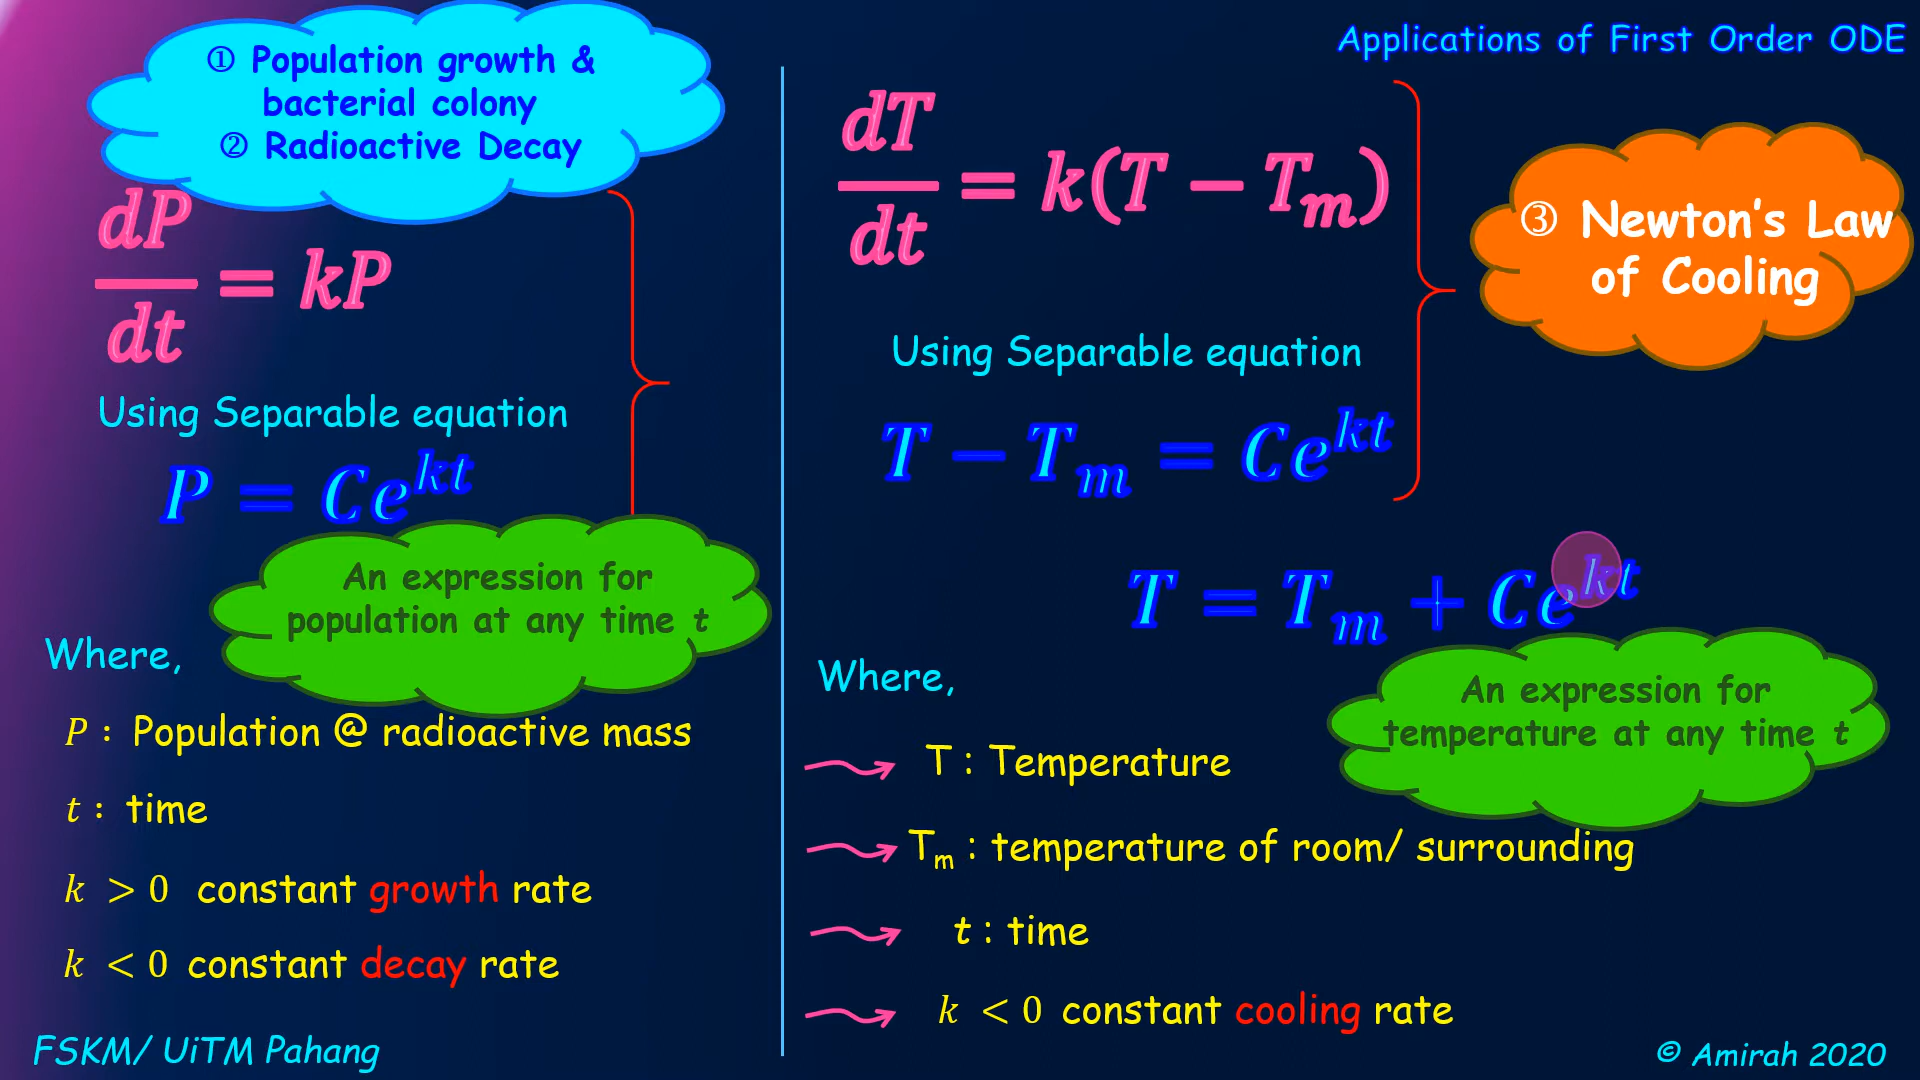 Applications of First Order ODE
① Population growth &
bacterial colony
② Radioactive Decay
dP/dt = kP
Using Separable equation
P = Ce^{kt}
An expression for
population at any time t
Where,
P : Population @ radioactive mass
t : time
k > 0 constant growth rate
k < 0 constant decay rate
FSKM/ UiTM Pahang
dT/dt = k(T − T_m)
③ Newton's Law
of Cooling
Using Separable equation
T − T_m = Ce^{kt}
T = T_m + Ce^{kt}
An expression for
temperature at any time t
Where,
T : Temperature
T_m : temperature of room/ surrounding
t : time
k < 0 constant cooling rate
© Amirah 2020